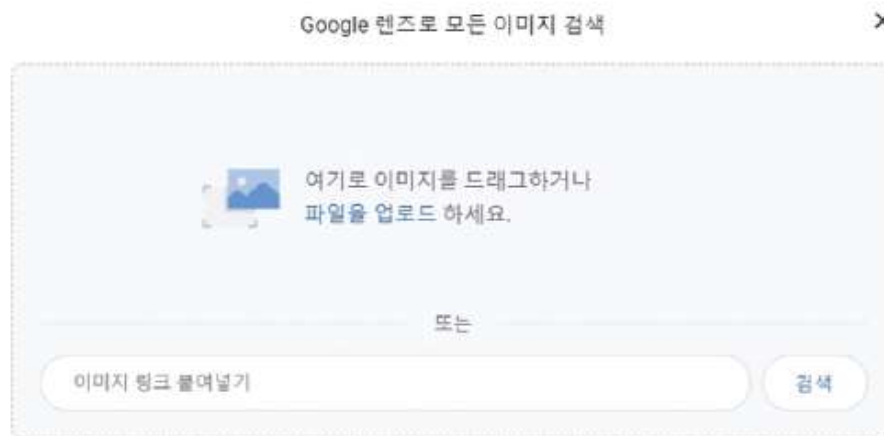 Google 렌즈로 모든 이미지 검색
여기로 이미지를 드래그하거나
파일을 업로드 하세요.
또는
이미지 링크 붙여넣기
검색